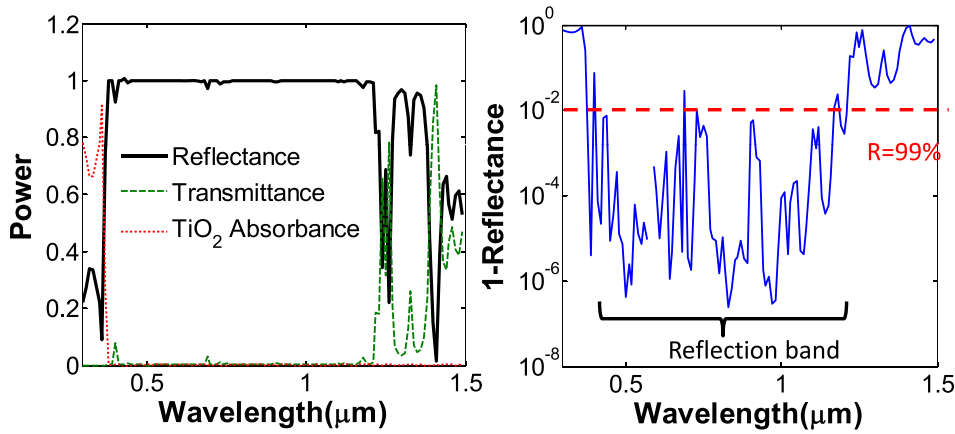 1.2
1
0.8
0.6
0.4
0.2
0
Power
Reflectance
Transmittance
TiO₂ Absorbance
0.5
1
1.5
Wavelength(μm)
10⁰
10⁻²
10⁻⁴
10⁻⁶
10⁻⁸
1-Reflectance
R=99%
Reflection band
0.5
1
1.5
Wavelength(μm)